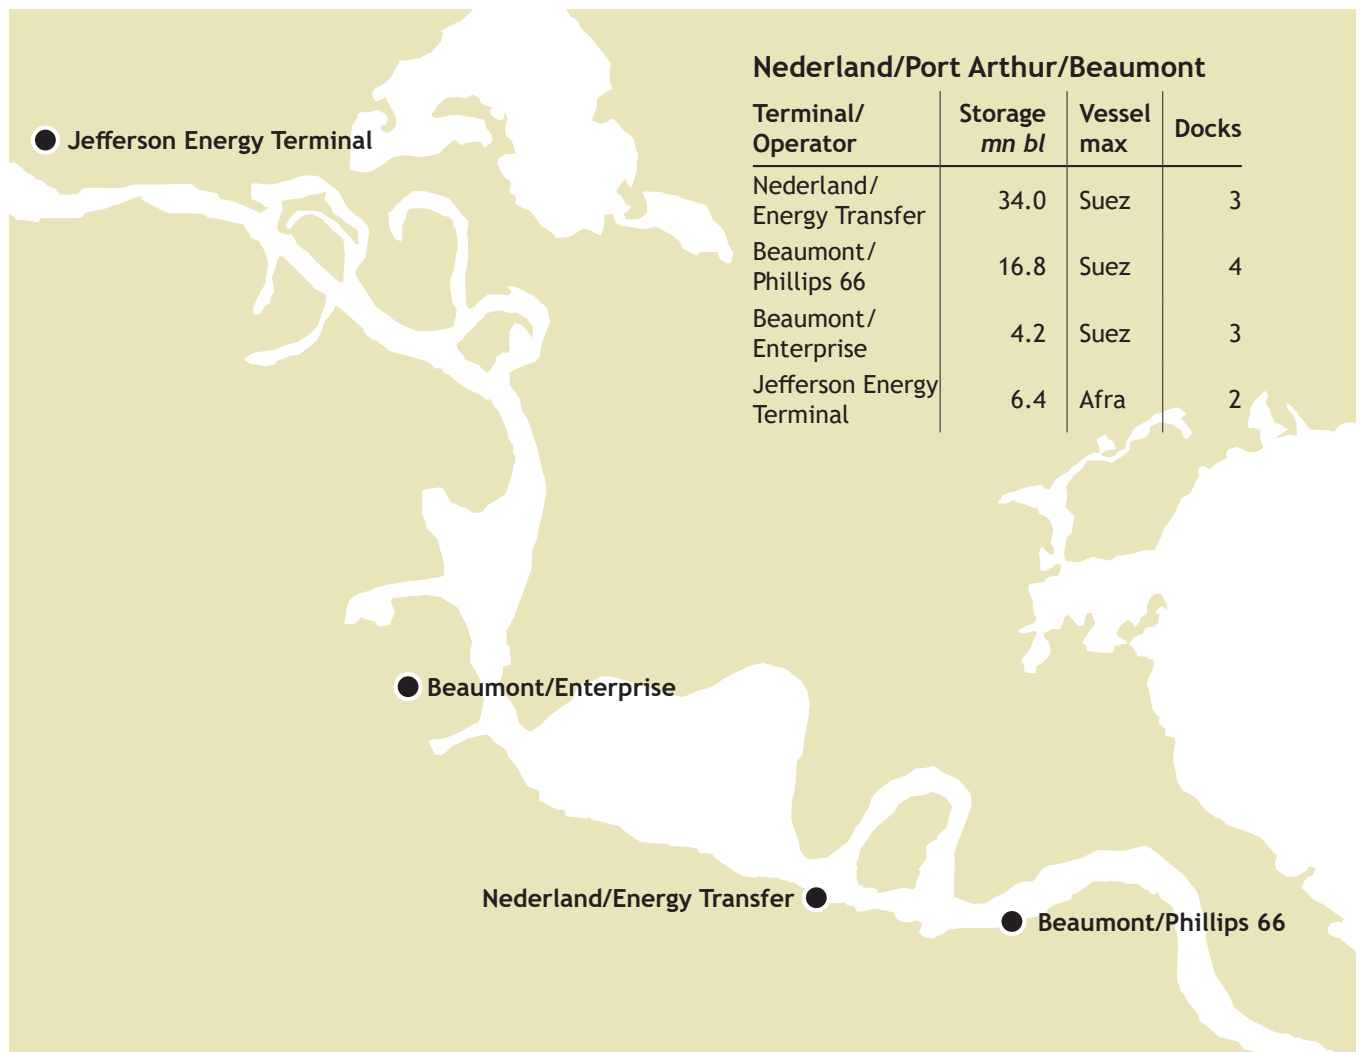 Nederland/Port Arthur/Beaumont
Terminal/ Storage Vessel Docks
Operator mn bl max
Nederland/
Energy Transfer 34.0 Suez 3
Beaumont/
Phillips 66 16.8 Suez 4
Beaumont/
Enterprise 4.2 Suez 3
Jefferson Energy
Terminal 6.4 Afra 2
Jefferson Energy Terminal
Beaumont/Enterprise
Nederland/Energy Transfer
Beaumont/Phillips 66